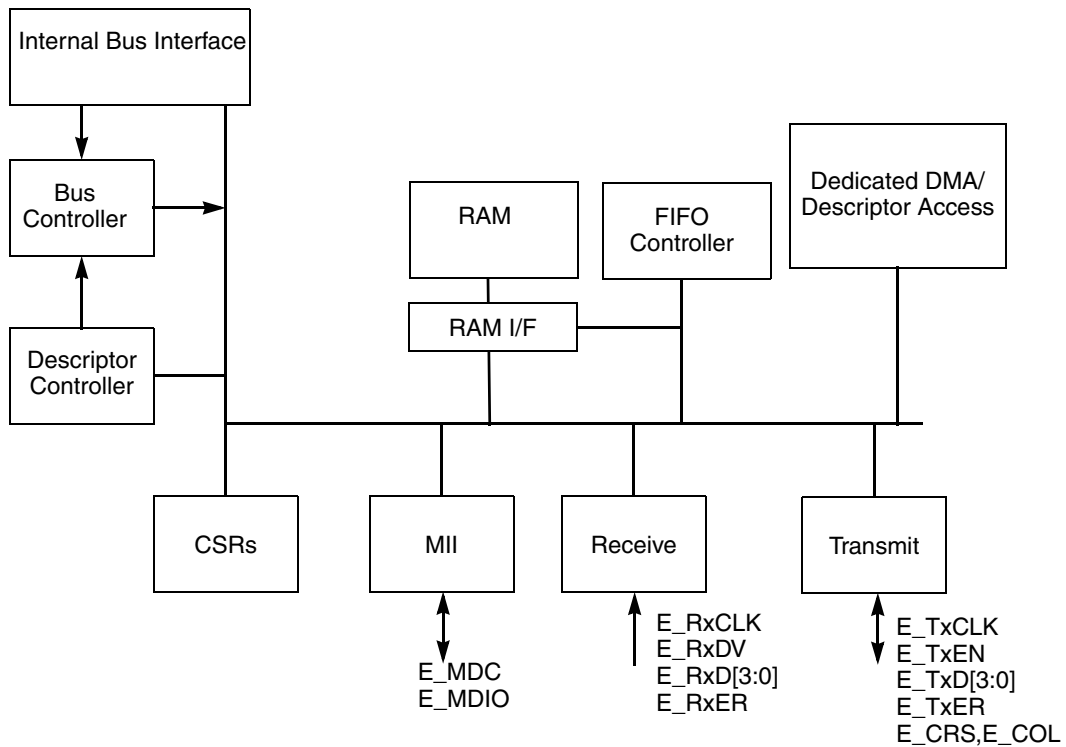 Internal Bus Interface
Bus
Controller
Descriptor
Controller
RAM
RAM I/F
FIFO
Controller
Dedicated DMA/
Descriptor Access
CSRs
MII
Receive
Transmit
E_MDC
E_MDIO
E_RxCLK
E_RxDV
E_RxD[3:0]
E_RxER
E_TxCLK
E_TxEN
E_TxD[3:0]
E_TxER
E_CRS,E_COL